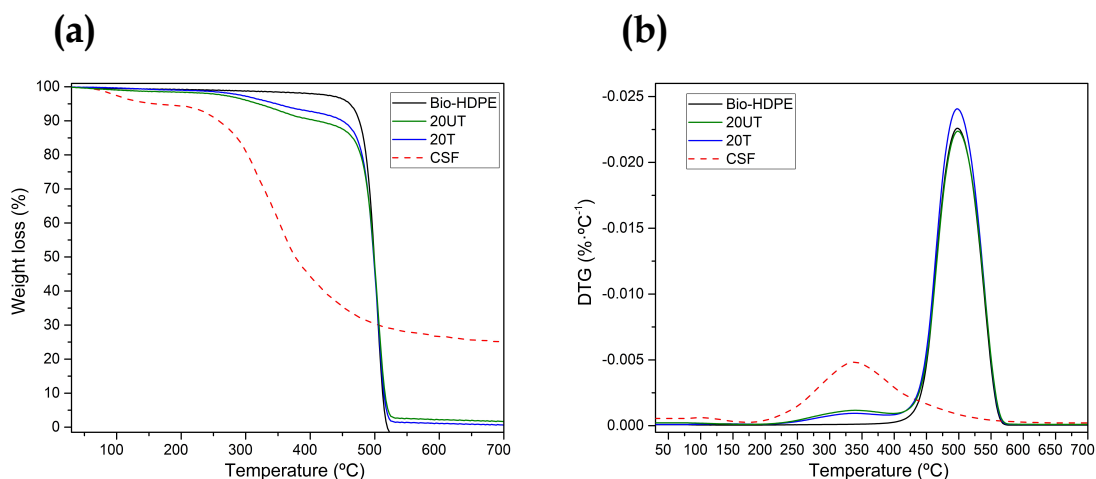 (a)
(b)
100
90
80
70
60
50
40
30
20
10
0
Weight loss (%)
Bio-HDPE
20UT
20T
CSF
100 200 300 400 500 600 700
Temperature (ºC)
-0.025
-0.020
-0.015
-0.010
-0.005
0.000
DTG (%·ºC⁻¹)
Bio-HDPE
20UT
20T
CSF
50 100 150 200 250 300 350 400 450 500 550 600 650 700
Temperature (ºC)